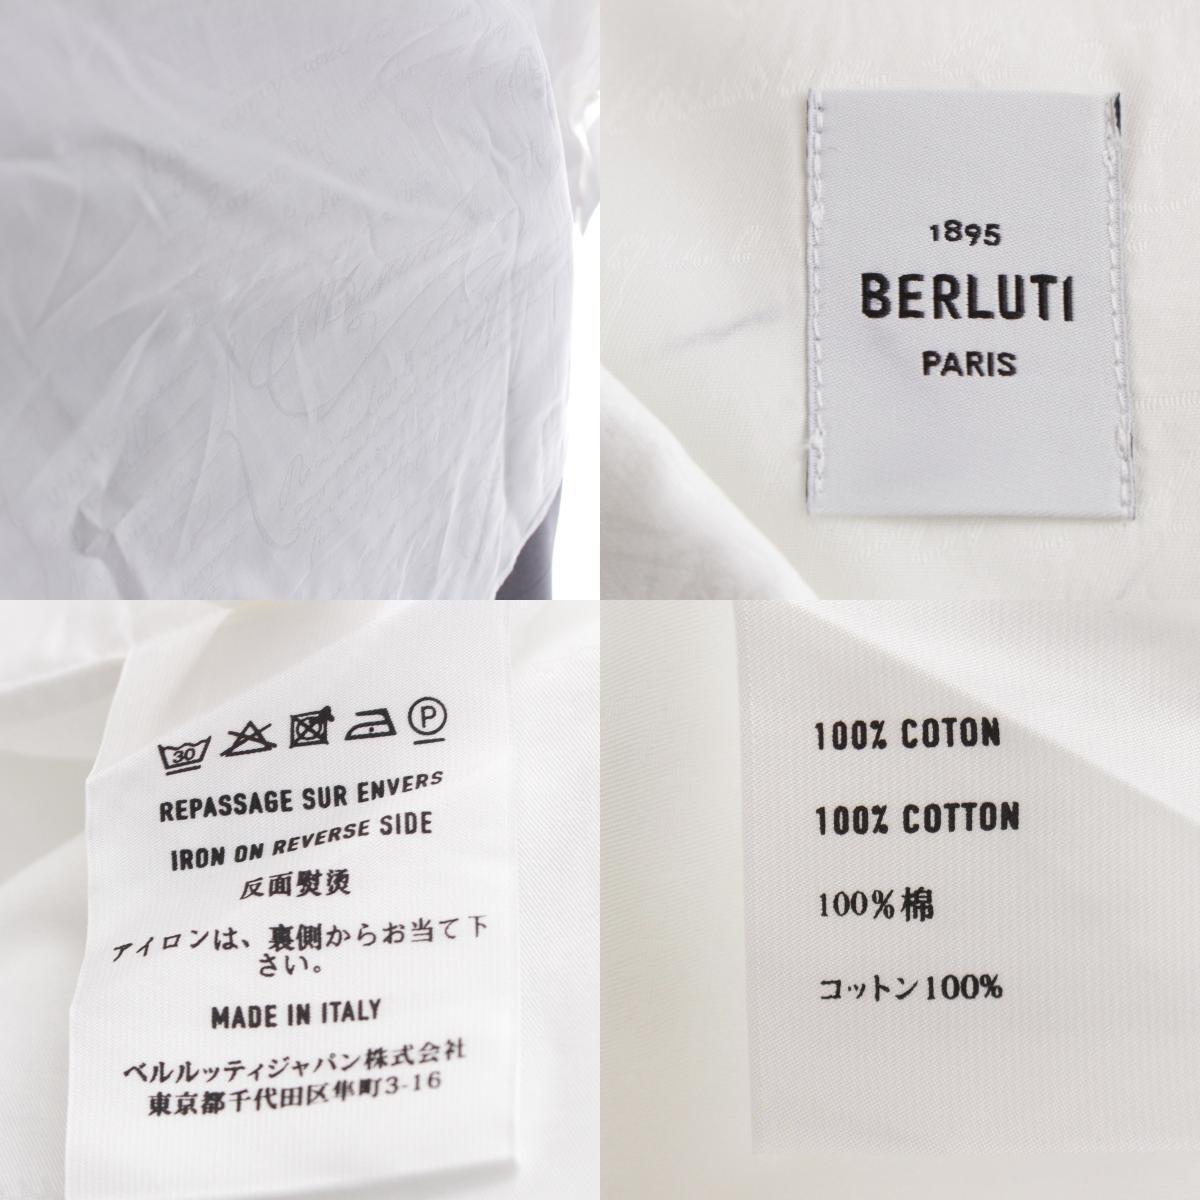 1895
BERLUTI
PARIS
30
P
REPASSAGE SUR ENVERS
IRON ON REVERSE SIDE
反面熨烫
アイロンは、裏側からお当て下
さい。
MADE IN ITALY
ベルルッティジャパン株式会社
東京都千代田区隼町3-16
100% COTON
100% COTTON
100%棉
コットン100%